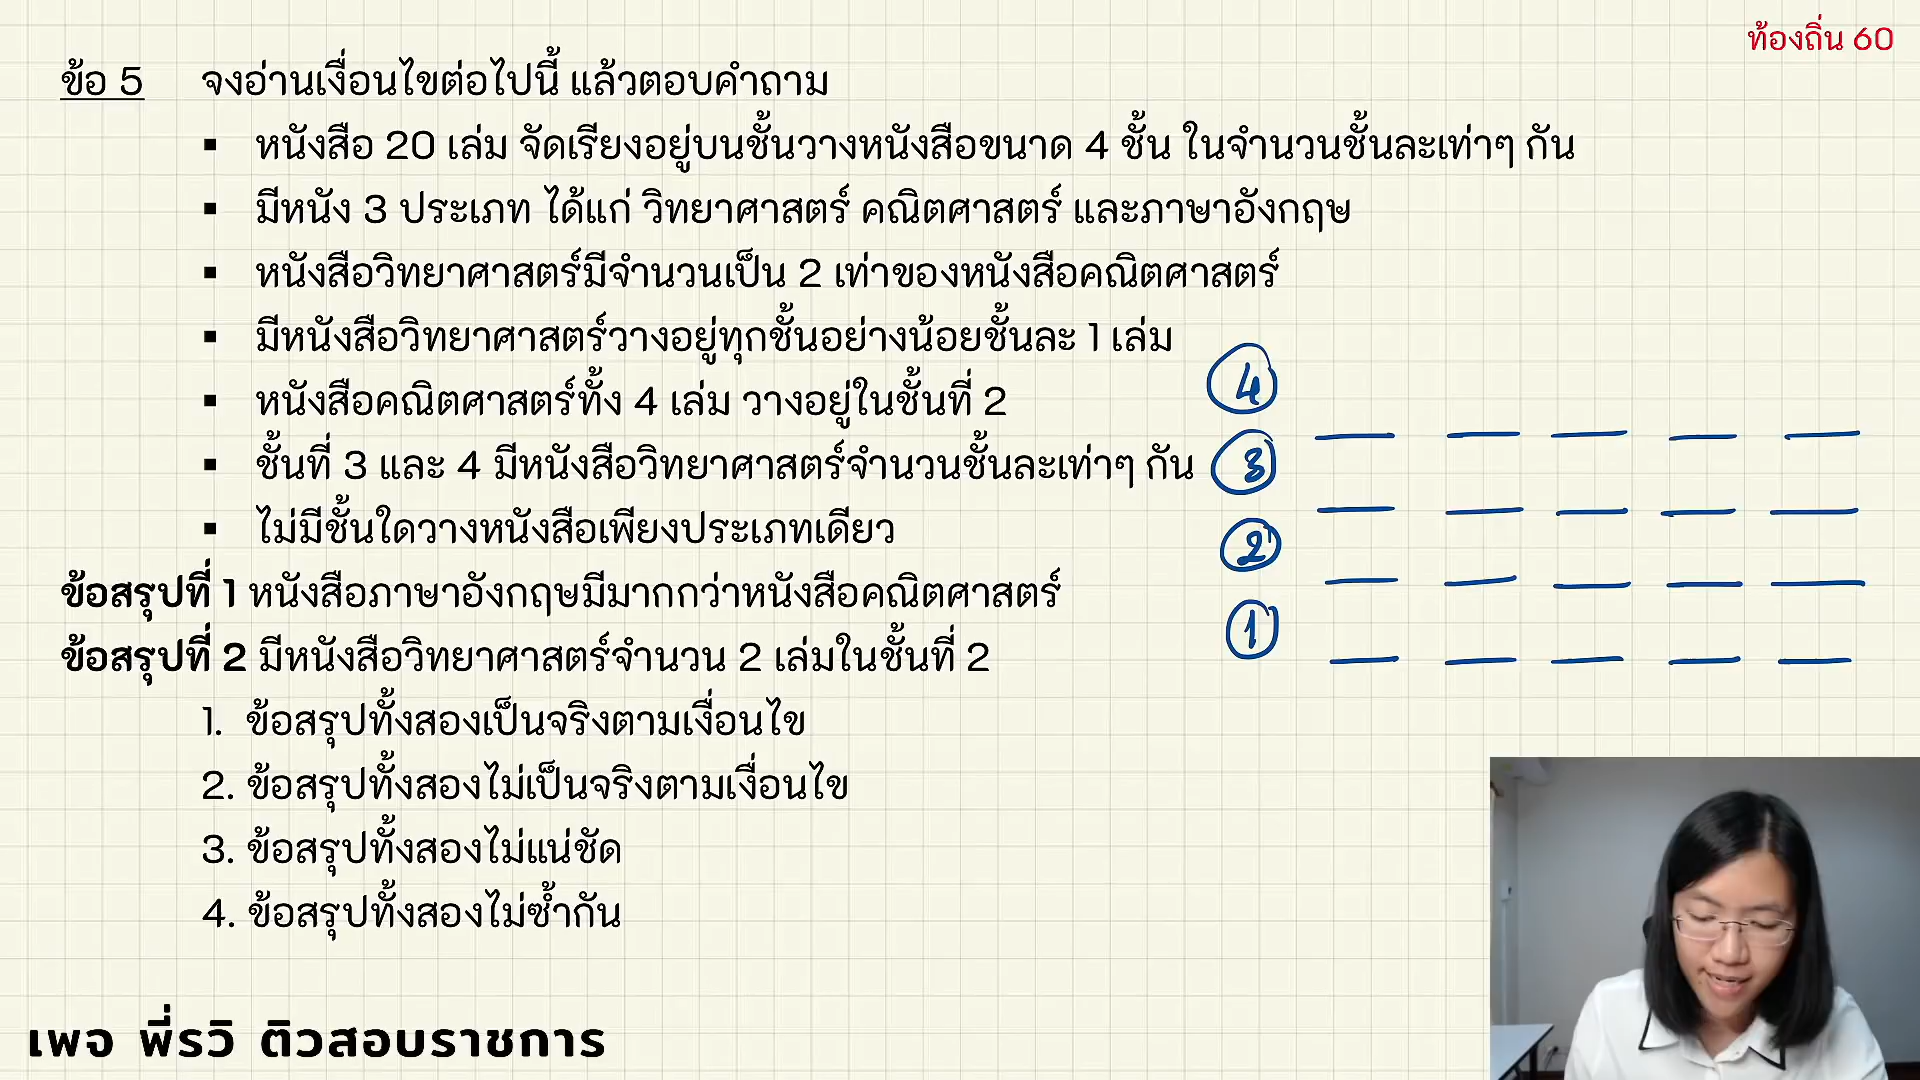 ท้องถิ่น 60
ข้อ 5 จงอ่านเงื่อนไขต่อไปนี้ แล้วตอบคำถาม
▪ หนังสือ 20 เล่ม จัดเรียงอยู่บนชั้นวางหนังสือขนาด 4 ชั้น ในจำนวนชั้นละเท่าๆ กัน
▪ มีหนัง 3 ประเภท ได้แก่ วิทยาศาสตร์ คณิตศาสตร์ และภาษาอังกฤษ
▪ หนังสือวิทยาศาสตร์มีจำนวนเป็น 2 เท่าของหนังสือคณิตศาสตร์
▪ มีหนังสือวิทยาศาสตร์วางอยู่ทุกชั้นอย่างน้อยชั้นละ 1 เล่ม
▪ หนังสือคณิตศาสตร์ทั้ง 4 เล่ม วางอยู่ในชั้นที่ 2
▪ ชั้นที่ 3 และ 4 มีหนังสือวิทยาศาสตร์จำนวนชั้นละเท่าๆ กัน
▪ ไม่มีชั้นใดวางหนังสือเพียงประเภทเดียว
ข้อสรุปที่ 1 หนังสือภาษาอังกฤษมีมากกว่าหนังสือคณิตศาสตร์
ข้อสรุปที่ 2 มีหนังสือวิทยาศาสตร์จำนวน 2 เล่มในชั้นที่ 2
1. ข้อสรุปทั้งสองเป็นจริงตามเงื่อนไข
2. ข้อสรุปทั้งสองไม่เป็นจริงตามเงื่อนไข
3. ข้อสรุปทั้งสองไม่แน่ชัด
4. ข้อสรุปทั้งสองไม่ซ้ำกัน
4
3
2
1
เพจ พี่รวิ ติวสอบราชการ